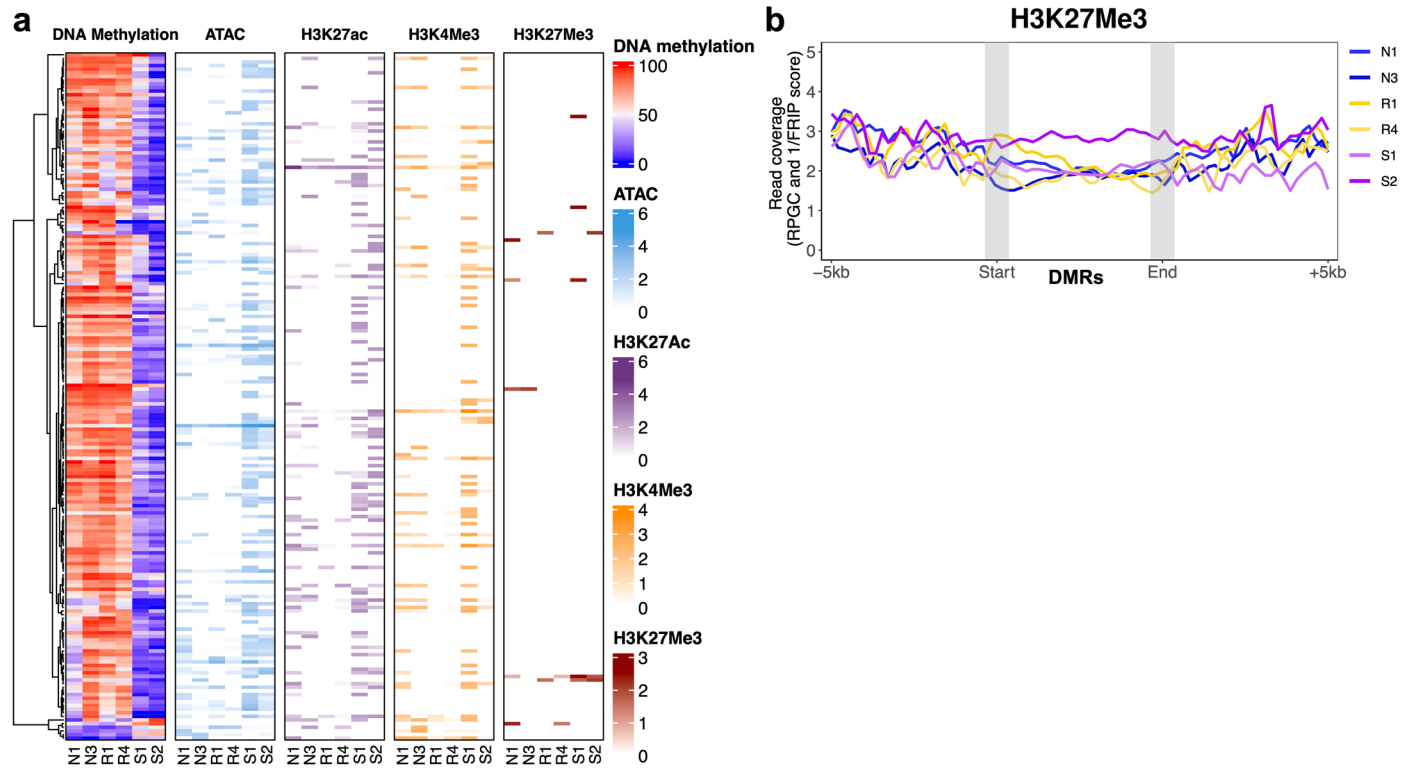 a
DNA Methylation ATAC H3K27ac H3K4Me3 H3K27Me3
DNA methylation
100
50
0
ATAC
6
4
2
0
H3K27Ac
6
4
2
0
H3K4Me3
4
3
2
1
0
H3K27Me3
3
2
1
0
N1 N3 R1 R4 S1 S2 N1 N3 R1 R4 S1 S2 N1 N3 R1 R4 S1 S2 N1 N3 R1 R4 S1 S2 N1 N3 R1 R4 S1 S2
b
H3K27Me3
Read coverage
(RPGC and 1/FRIP score)
5
4
3
2
1
0
−5kb Start End +5kb
DMRs
N1
N3
R1
R4
S1
S2